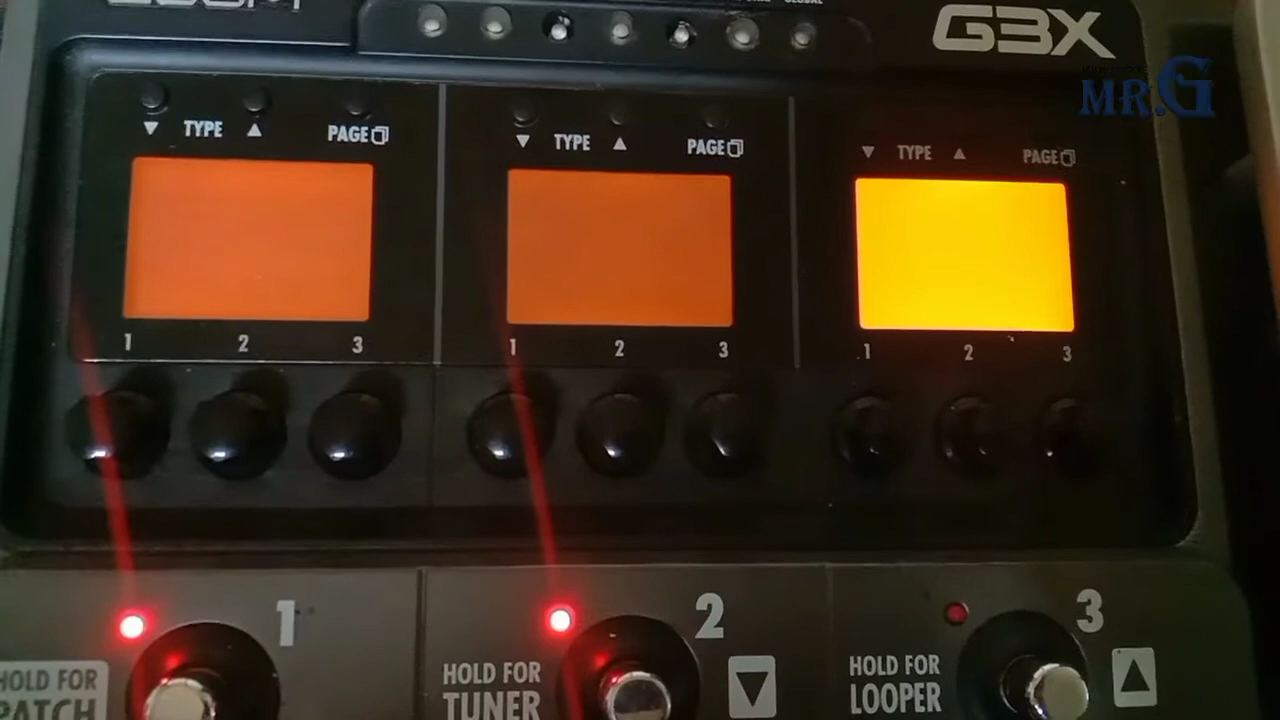 ZOOM
GLOBAL
G3X
MR.G
▼ TYPE ▲ PAGE
▼ TYPE ▲ PAGE
▼ TYPE ▲ PAGE
1 2 3
1 2 3
1 2 3
1
2
3
HOLD FOR
PATCH
HOLD FOR
TUNER
HOLD FOR
LOOPER